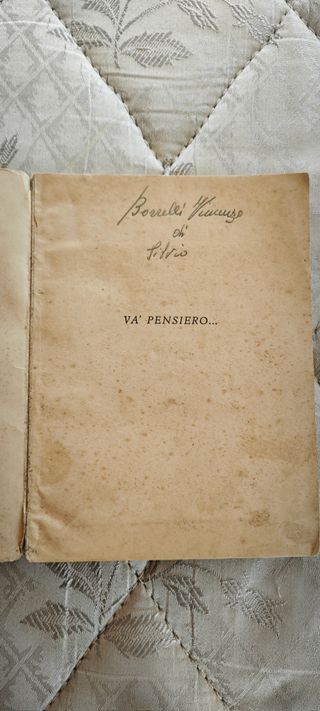 Borrelli Vincenzo
di
Silvio
VA' PENSIERO...